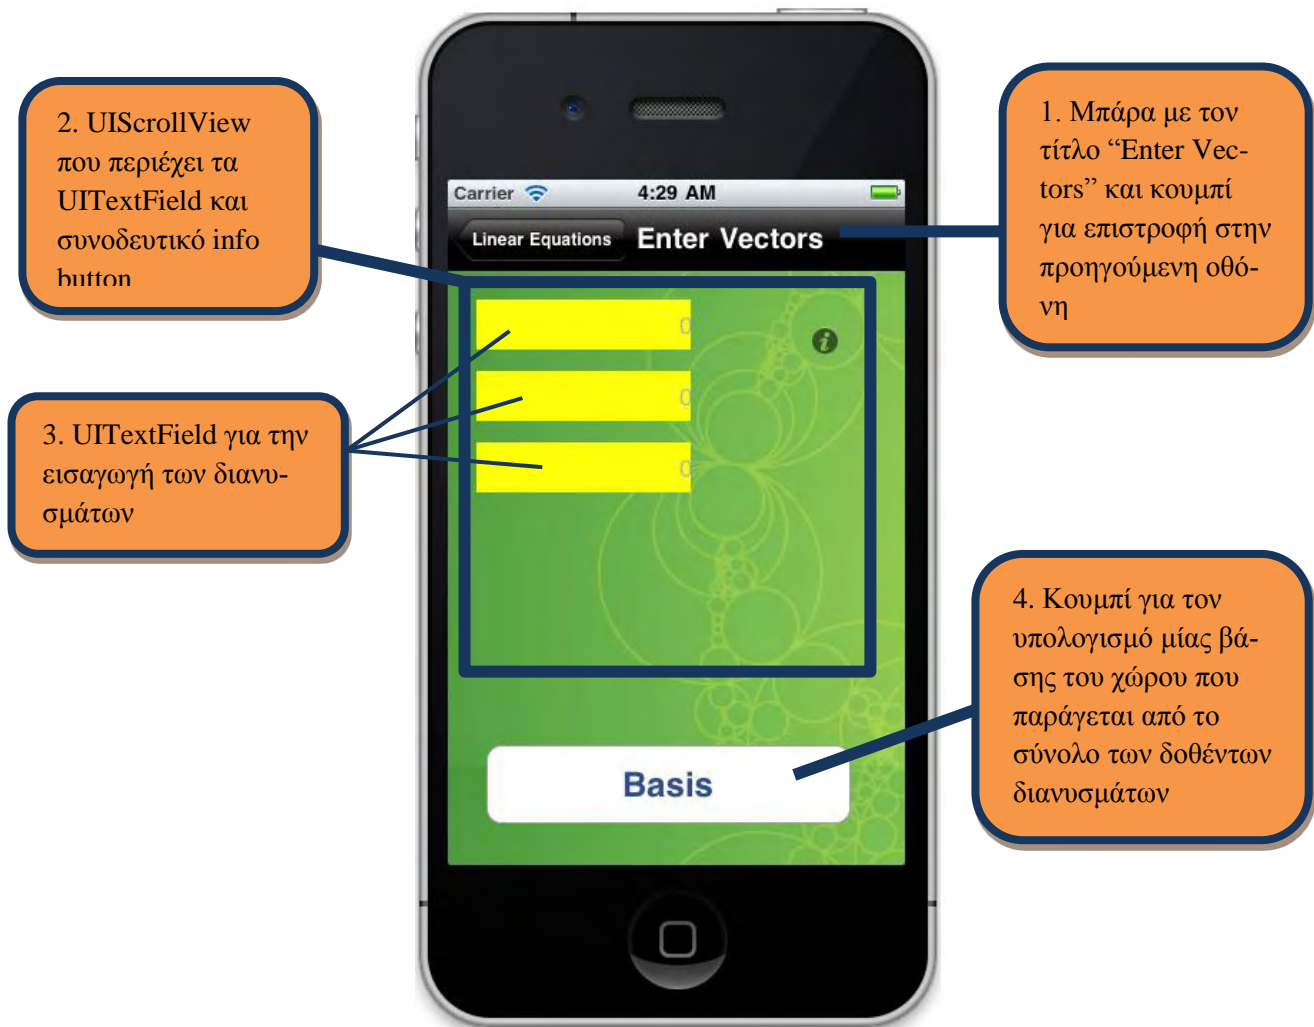 2. UIScrollView
που περιέχει τα
UITextField και
συνοδευτικό info
button
1. Μπάρα με τον
τίτλο “Enter Vec-
tors” και κουμπί
για επιστροφή στην
προηγούμενη οθό-
νη
Carrier 4:29 AM
Linear Equations Enter Vectors
0
i
0
0
3. UITextField για την
εισαγωγή των διανυ-
σμάτων
4. Κουμπί για τον
υπολογισμό μίας βά-
σης του χώρου που
παράγεται από το
σύνολο των δοθέντων
διανυσμάτων
Basis